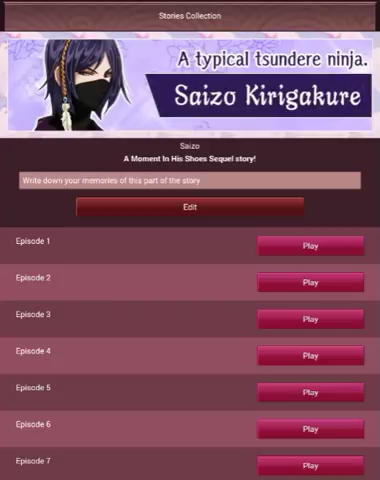 Stories Collection
A typical tsundere ninja.
Saizo Kirigakure
Saizo
A Moment In His Shoes Sequel story!
Write down your memories of this part of the story
Edit
Episode 1
Play
Episode 2
Play
Episode 3
Play
Episode 4
Play
Episode 5
Play
Episode 6
Play
Episode 7
Play